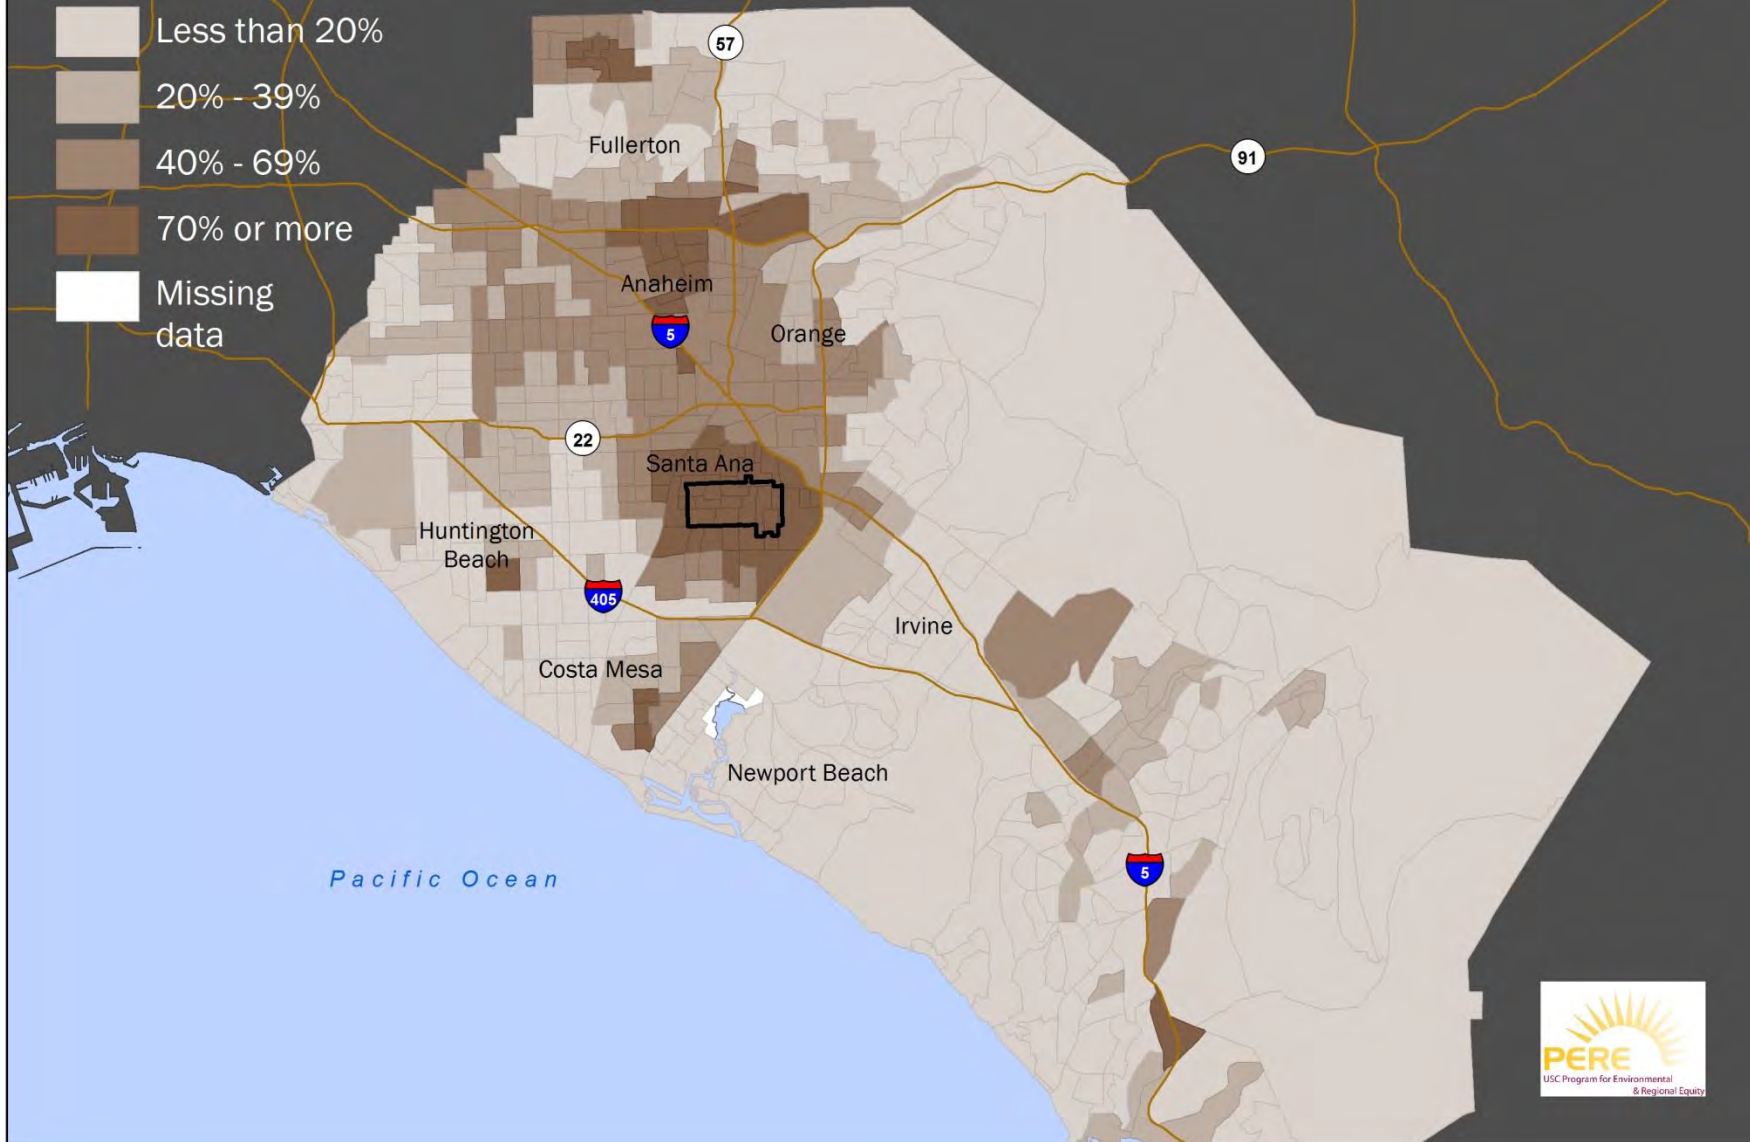 Less than 20%
20% - 39%
40% - 69%
70% or more
Missing
data
57
91
Fullerton
Anaheim
5
Orange
22
Santa Ana
Huntington
Beach
405
Irvine
Costa Mesa
Newport Beach
Pacific Ocean
5
PERE
USC Program for Environmental
& Regional Equity